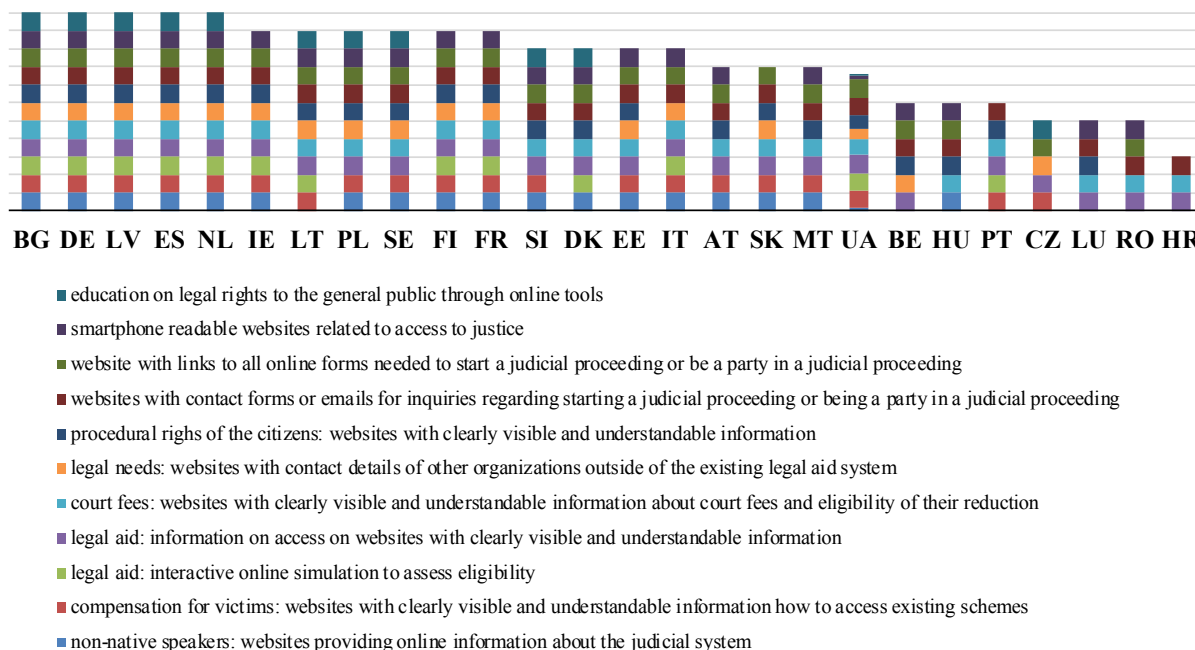 BG DE LV ES NL IE LT PL SE FI FR SI DK EE IT AT SK MT UA BE HU PT CZ LU RO HR
education on legal rights to the general public through online tools
smartphone readable websites related to access to justice
website with links to all online forms needed to start a judicial proceeding or be a party in a judicial proceeding
websites with contact forms or emails for inquiries regarding starting a judicial proceeding or being a party in a judicial proceeding
procedural righs of the citizens: websites with clearly visible and understandable information
legal needs: websites with contact details of other organizations outside of the existing legal aid system
court fees: websites with clearly visible and understandable information about court fees and eligibility of their reduction
legal aid: information on access on websites with clearly visible and understandable information
legal aid: interactive online simulation to assess eligibility
compensation for victims: websites with clearly visible and understandable information how to access existing schemes
non-native speakers: websites providing online information about the judicial system